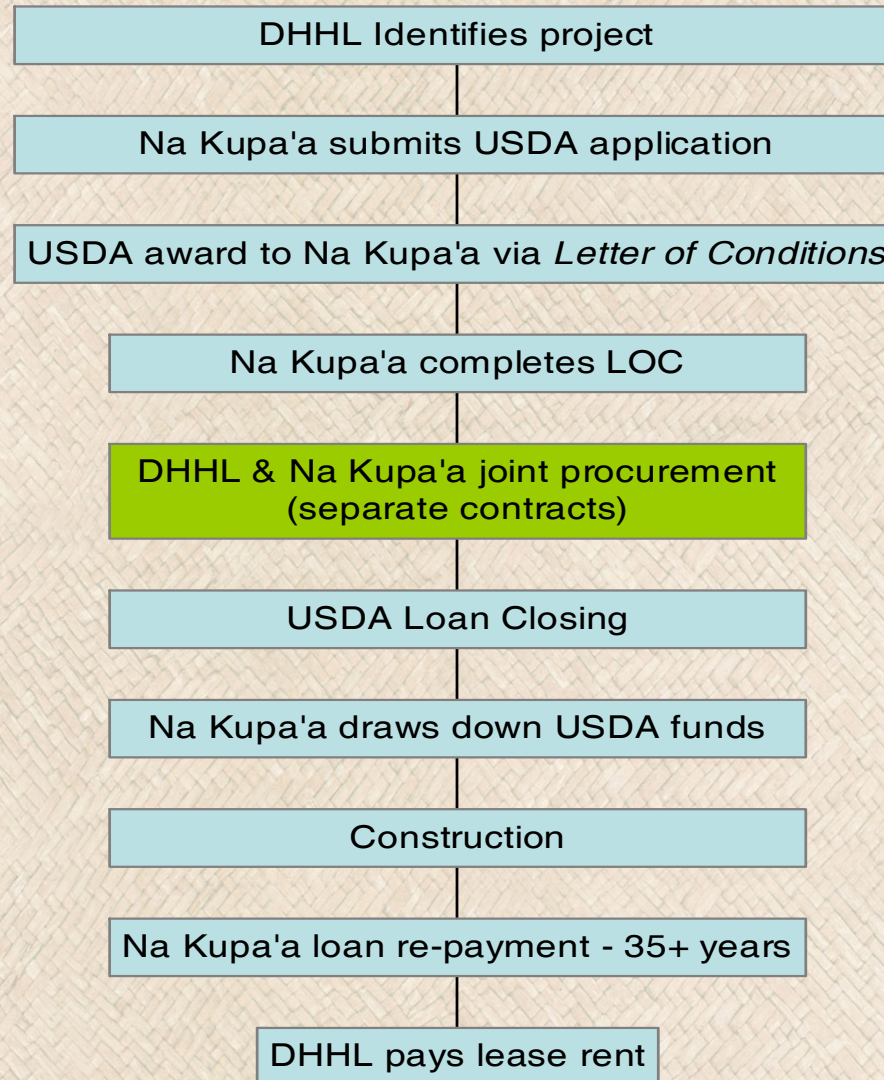 DHHL Identifies project
Na Kupa'a submits USDA application
USDA award to Na Kupa'a via Letter of Conditions
Na Kupa'a completes LOC
DHHL & Na Kupa'a joint procurement
(separate contracts)
USDA Loan Closing
Na Kupa'a draws down USDA funds
Construction
Na Kupa'a loan re-payment - 35+ years
DHHL pays lease rent